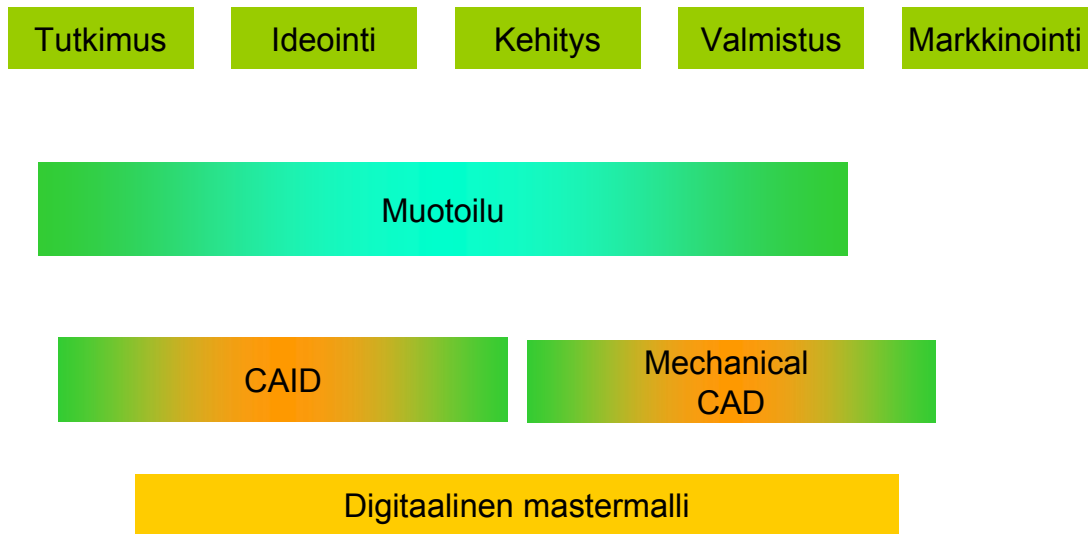 Tutkimus
Ideointi
Kehitys
Valmistus
Markkinointi
Muotoilu
CAID
Mechanical
CAD
Digitaalinen mastermalli